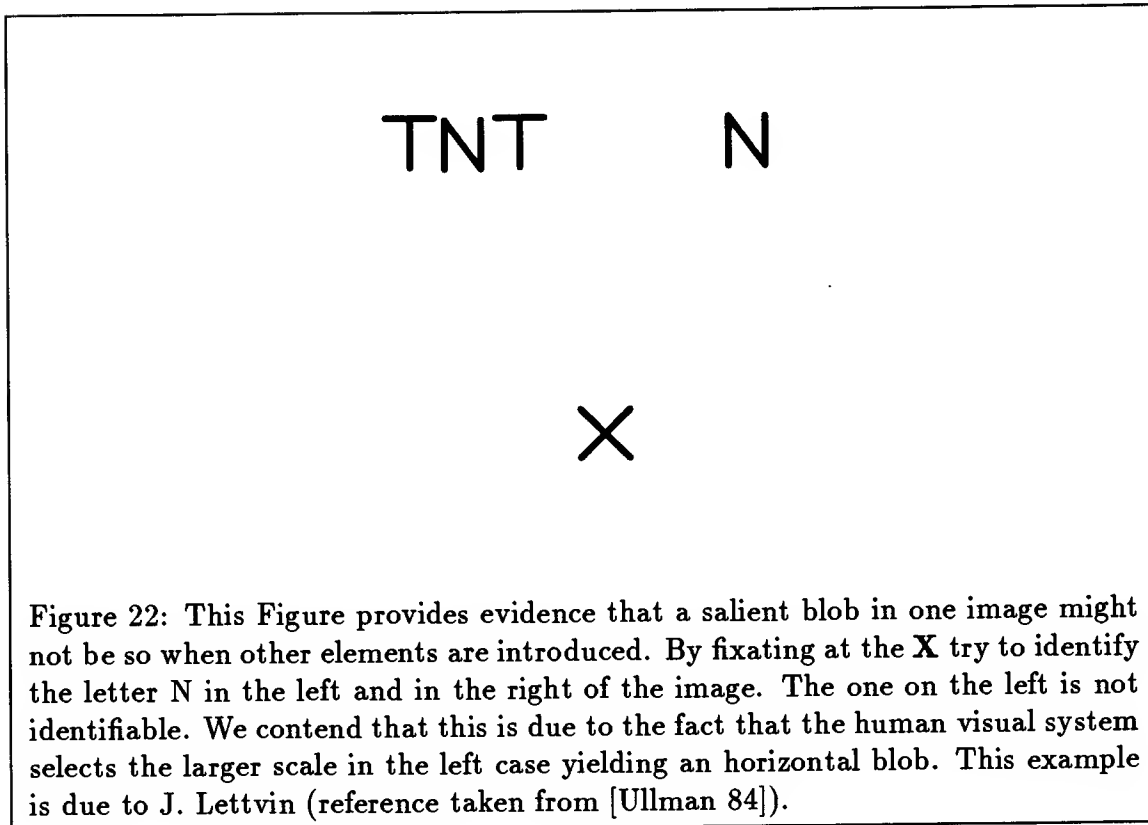 TNT N
X
Figure 22: This Figure provides evidence that a salient blob in one image might
not be so when other elements are introduced. By fixating at the X try to identify
the letter N in the left and in the right of the image. The one on the left is not
identifiable. We contend that this is due to the fact that the human visual system
selects the larger scale in the left case yielding an horizontal blob. This example
is due to J. Lettvin (reference taken from [Ullman 84]).